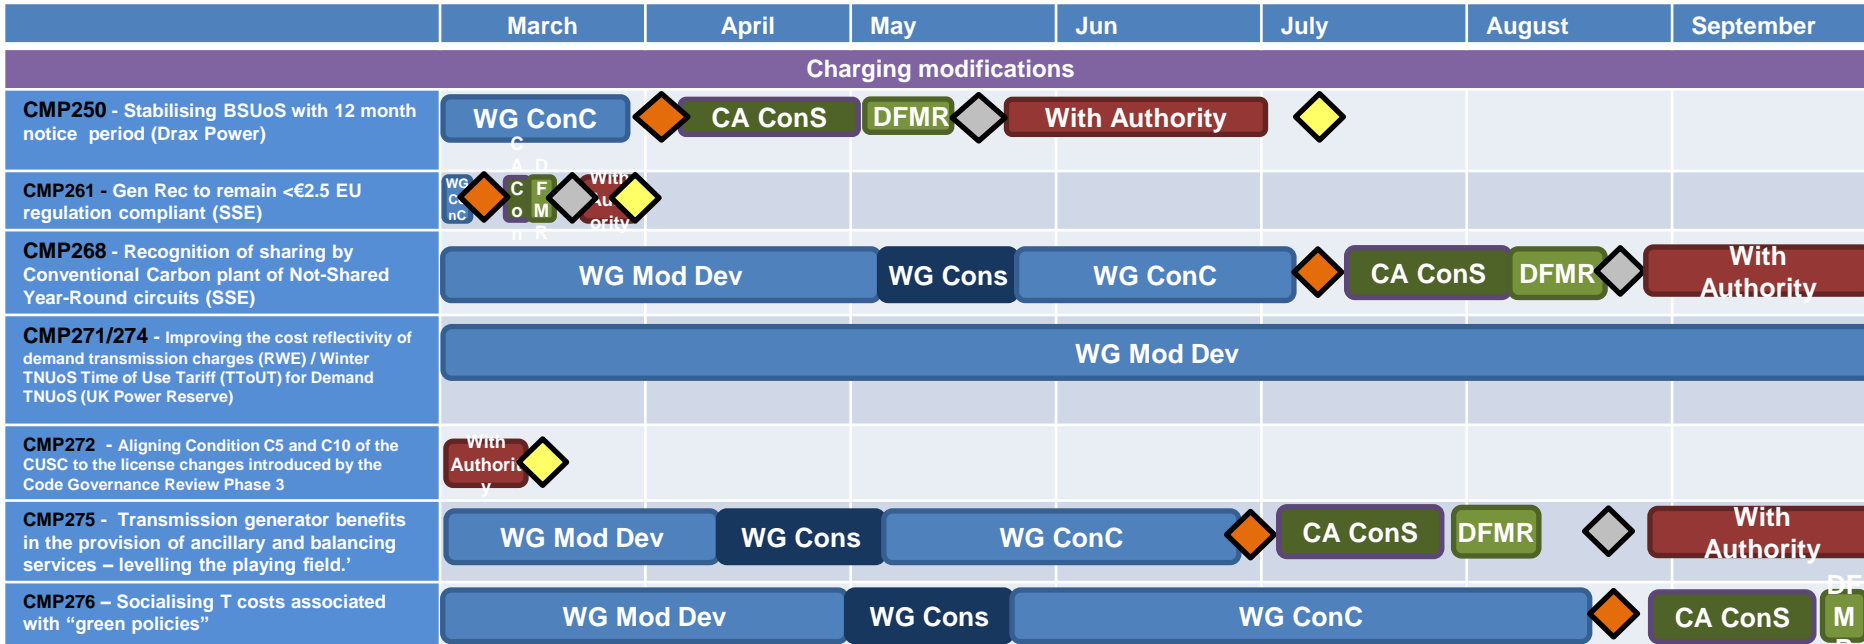 March April May Jun July August September
Charging modifications
CMP250 - Stabilising BSUoS with 12 month
notice period (Drax Power)
WG ConC CA ConS DFMR With Authority
CMP261 - Gen Rec to remain <€2.5 EU
regulation compliant (SSE)
CMP268 - Recognition of sharing by
Conventional Carbon plant of Not-Shared
Year-Round circuits (SSE)
WG Mod Dev WG Cons WG ConC CA ConS DFMR With
Authority
CMP271/274 - Improving the cost reflectivity of
demand transmission charges (RWE) / Winter
TNUoS Time of Use Tariff (TToUT) for Demand
TNUoS (UK Power Reserve)
WG Mod Dev
CMP272 - Aligning Condition C5 and C10 of the
CUSC to the license changes introduced by the
Code Governance Review Phase 3
With
Authorit
y
CMP275 - Transmission generator benefits
in the provision of ancillary and balancing
services – levelling the playing field.’
WG Mod Dev WG Cons WG ConC CA ConS DFMR With
Authority
CMP276 – Socialising T costs associated
with “green policies”
WG Mod Dev WG Cons WG ConC CA ConS DF
M